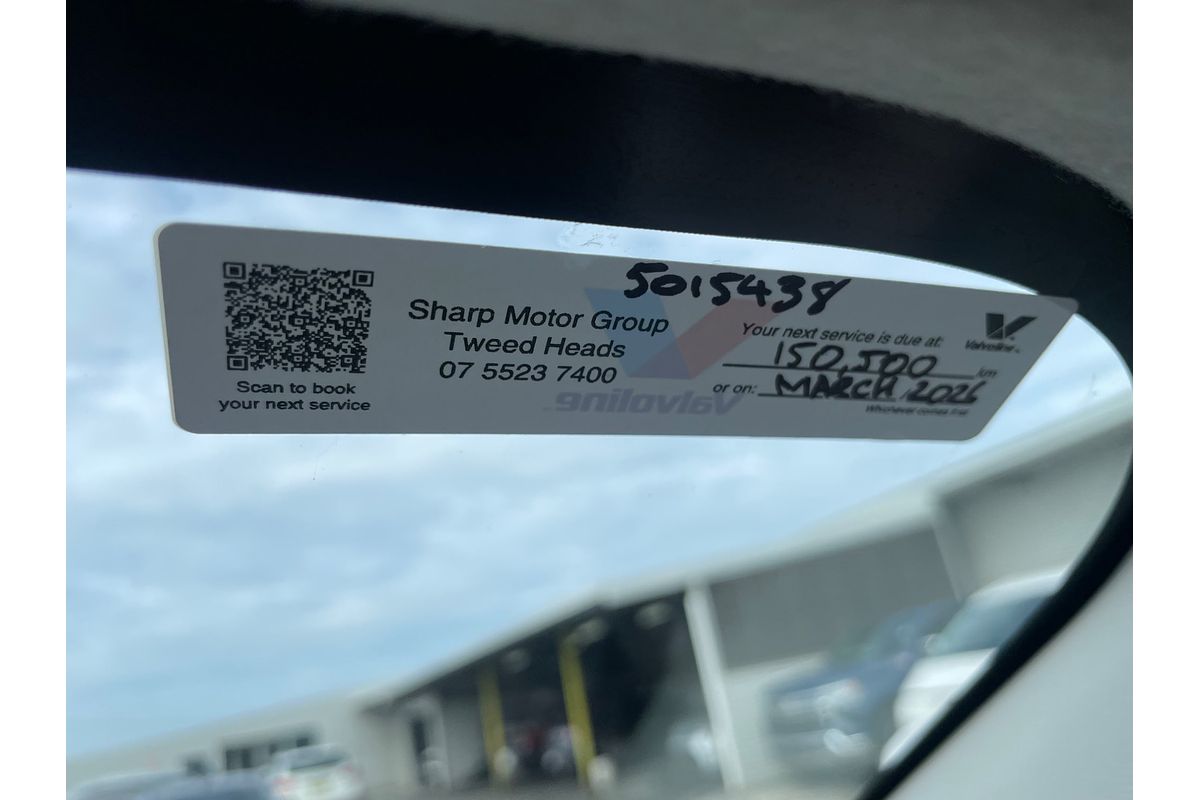 5015438
Sharp Motor Group
Tweed Heads
07 5523 7400
Scan to book
your next service
Your next service is due at:
150,500 km
or on: MARCH 2026
Whichever comes first
Valvoline
Valvoline